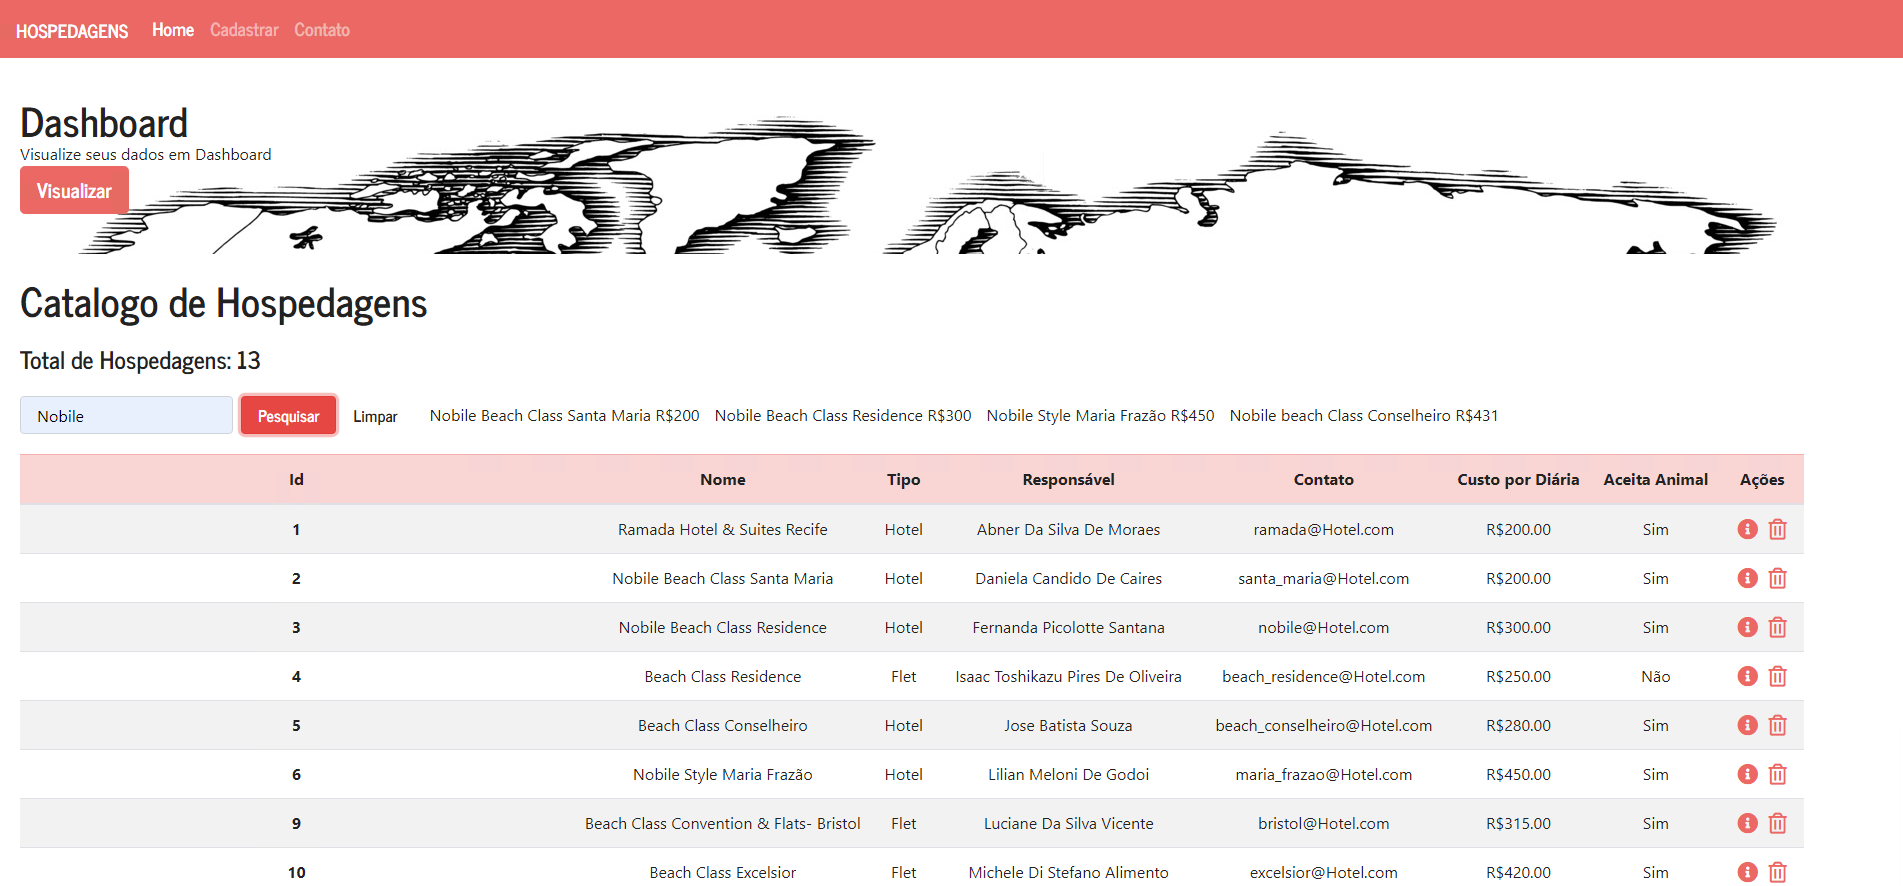 HOSPEDAGENS Home Cadastrar Contato
Dashboard
Visualize seus dados em Dashboard
Visualizar
Catalogo de Hospedagens
Total de Hospedagens: 13
Nobile Pesquisar Limpar Nobile Beach Class Santa Maria R$200 Nobile Beach Class Residence R$300 Nobile Style Maria Frazão R$450 Nobile beach Class Conselheiro R$431
Id Nome Tipo Responsável Contato Custo por Diária Aceita Animal Ações
1 Ramada Hotel & Suites Recife Hotel Abner Da Silva De Moraes ramada@Hotel.com R$200.00 Sim
2 Nobile Beach Class Santa Maria Hotel Daniela Candido De Caires santa_maria@Hotel.com R$200.00 Sim
3 Nobile Beach Class Residence Hotel Fernanda Picolotte Santana nobile@Hotel.com R$300.00 Sim
4 Beach Class Residence Flet Isaac Toshikazu Pires De Oliveira beach_residence@Hotel.com R$250.00 Não
5 Beach Class Conselheiro Hotel Jose Batista Souza beach_conselheiro@Hotel.com R$280.00 Sim
6 Nobile Style Maria Frazão Hotel Lilian Meloni De Godoi maria_frazao@Hotel.com R$450.00 Sim
9 Beach Class Convention & Flats- Bristol Flet Luciane Da Silva Vicente bristol@Hotel.com R$315.00 Sim
10 Beach Class Excelsior Flet Michele Di Stefano Alimento excelsior@Hotel.com R$420.00 Sim